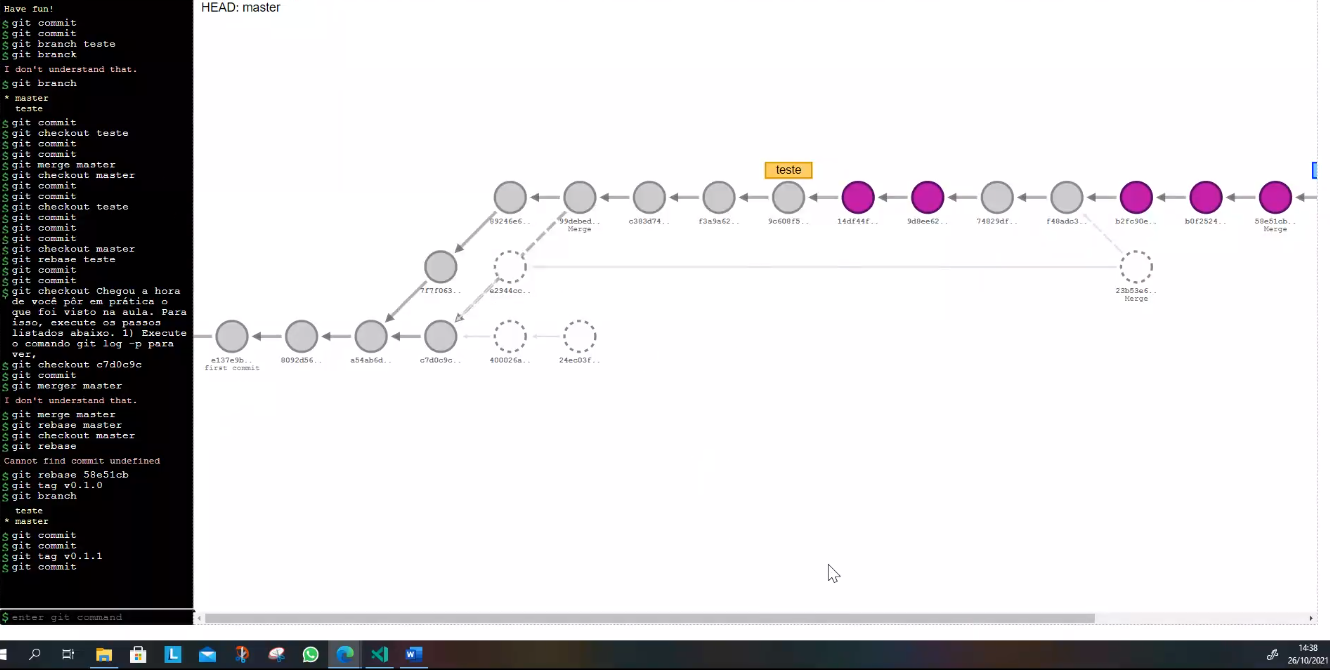 Have fun!
$ git commit
$ git commit
$ git branch teste
$ git branck
I don't understand that.
$ git branch
* master
teste
$ git commit
$ git checkout teste
$ git commit
$ git commit
$ git merge master
$ git checkout master
$ git commit
$ git commit
$ git checkout teste
$ git commit
$ git commit
$ git commit
$ git checkout master
$ git rebase teste
$ git commit
$ git commit
$ git checkout Chegou a hora
de você pôr em prática o
que foi visto na aula. Para
isso, execute os passos
listados abaixo. 1) Execute
o comando git log -p para
ver,
$ git checkout c7d0c9c
$ git commit
$ git merger master
I don't understand that.
$ git merge master
$ git rebase master
$ git checkout master
$ git rebase
Cannot find commit undefined
$ git rebase 58e51cb
$ git tag v0.1.0
$ git branch
teste
* master
$ git commit
$ git commit
$ git tag v0.1.1
$ git commit
$ enter git command
HEAD: master
teste
89246e6..
99debed..
Merge
c383d74..
f3a9a62..
9c608f5..
14df44f..
9d8ee62..
74829df..
f48adc3..
b2fc90e..
b0f2524..
58e51cb..
Merge
7f7f063..
e2944cc..
23b53e6..
Merge
e137e9b..
first commit
8092d56..
a54ab6d..
c7d0c9c..
400026a..
24ec03f..
14:38
26/10/2021